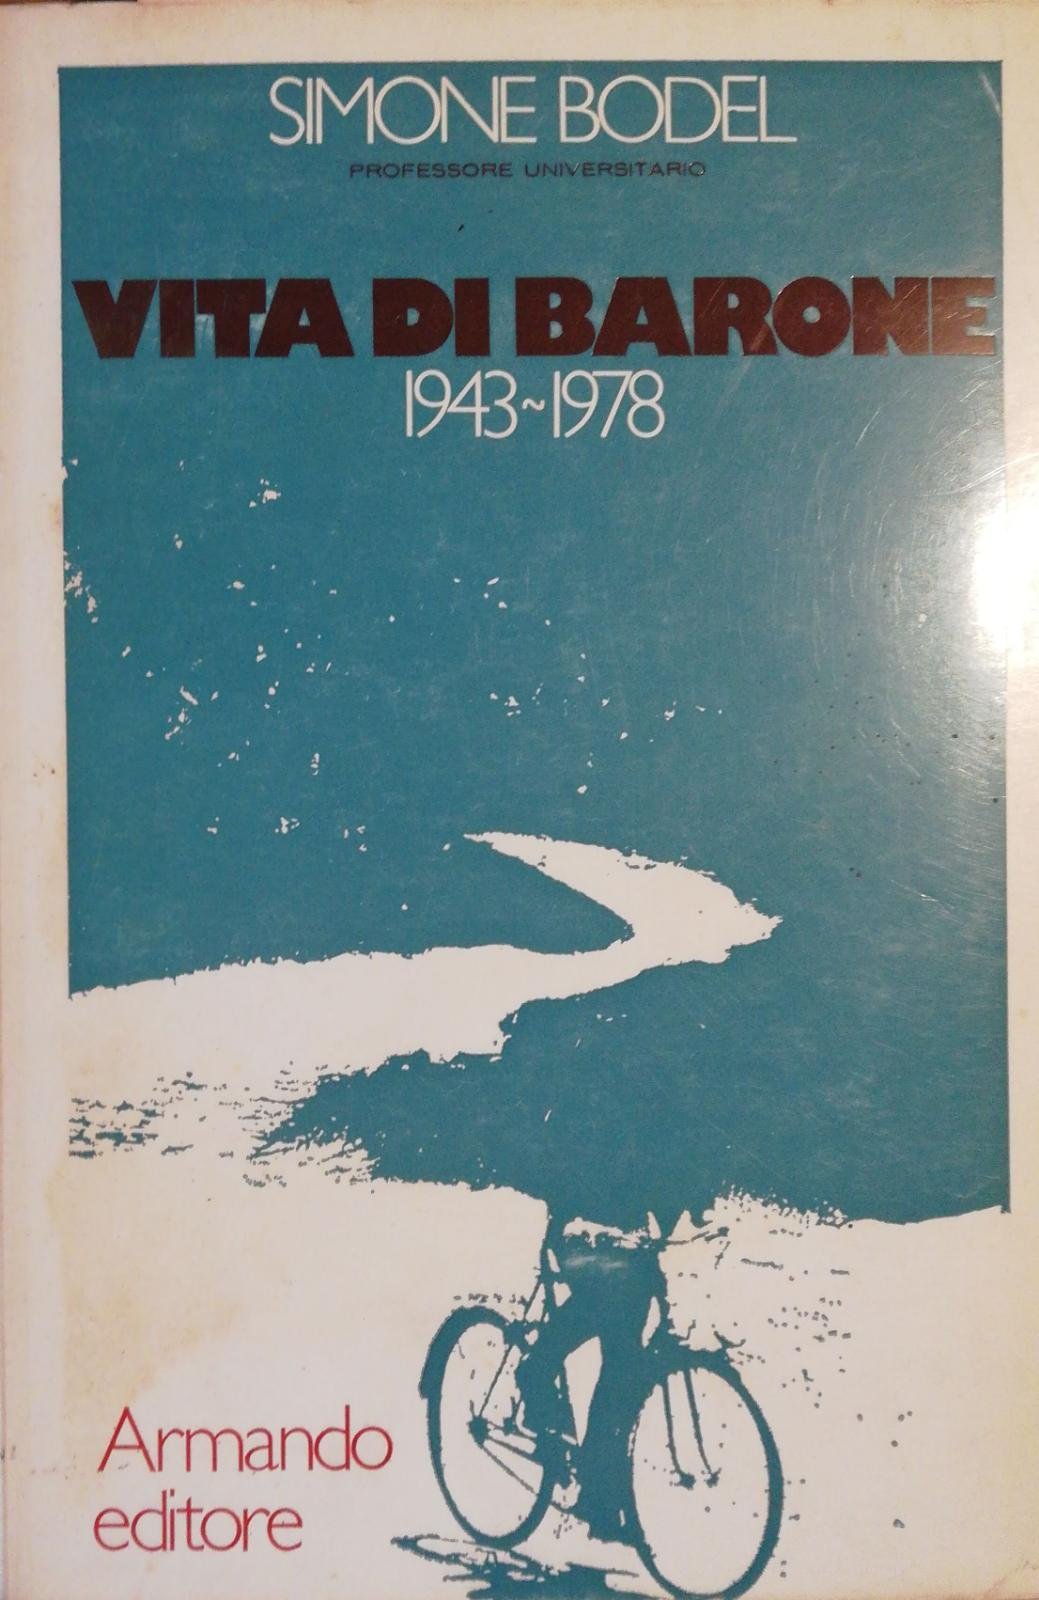 SIMONE BODEL
PROFESSORE UNIVERSITARIO
VITA DI BARONE
1943~1978
Armando
editore